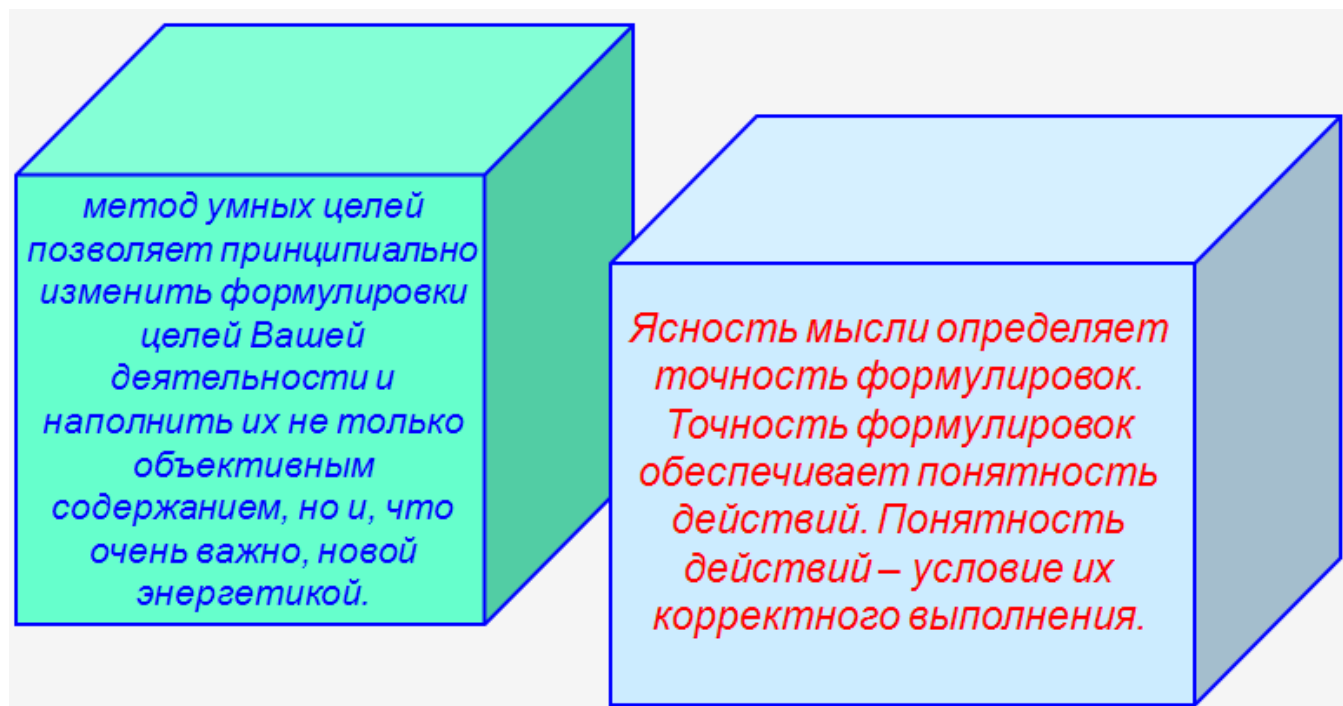 метод умных целей
позволяет принципиально
изменить формулировки
целей Вашей
деятельности и
наполнить их не только
объективным
содержанием, но и, что
очень важно, новой
энергетикой.
Ясность мысли определяет
точность формулировок.
Точность формулировок
обеспечивает понятность
действий. Понятность
действий – условие их
корректного выполнения.